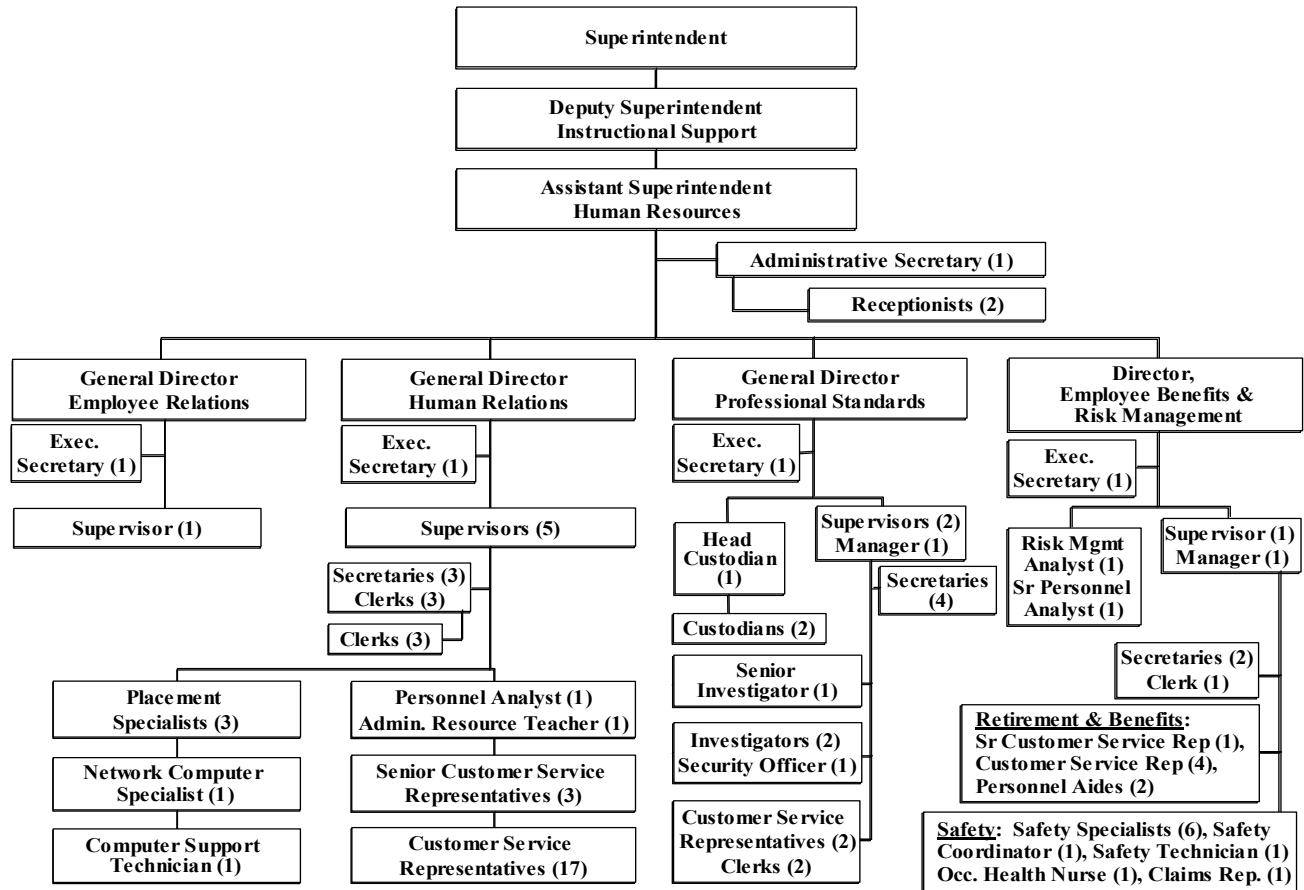 Superintendent
Deputy Superintendent
Instructional Support
Assistant Superintendent
Human Resources
Administrative Secretary (1)
Receptionists (2)
General Director
Employee Relations
Exec.
Secretary (1)
Supervisor (1)
General Director
Human Relations
Exec.
Secretary (1)
Supervisors (5)
Secretaries (3)
Clerks (3)
Clerks (3)
Placement
Specialists (3)
Network Computer
Specialist (1)
Computer Support
Technician (1)
Personnel Analyst (1)
Admin. Resource Teacher (1)
Senior Customer Service
Representatives (3)
Customer Service
Representatives (17)
General Director
Professional Standards
Exec.
Secretary (1)
Head
Custodian
(1)
Custodians (2)
Supervisors (2)
Manager (1)
Secretaries
(4)
Senior
Investigator (1)
Investigators (2)
Security Officer (1)
Customer Service
Representatives (2)
Clerks (2)
Director,
Employee Benefits &
Risk Management
Exec.
Secretary (1)
Risk Mgmt
Analyst (1)
Sr Personnel
Analyst (1)
Supervisor (1)
Manager (1)
Secretaries (2)
Clerk (1)
Retirement & Benefits:
Sr Customer Service Rep (1),
Customer Service Rep (4),
Personnel Aides (2)
Safety: Safety Specialists (6), Safety
Coordinator (1), Safety Technician (1)
Occ. Health Nurse (1), Claims Rep. (1)